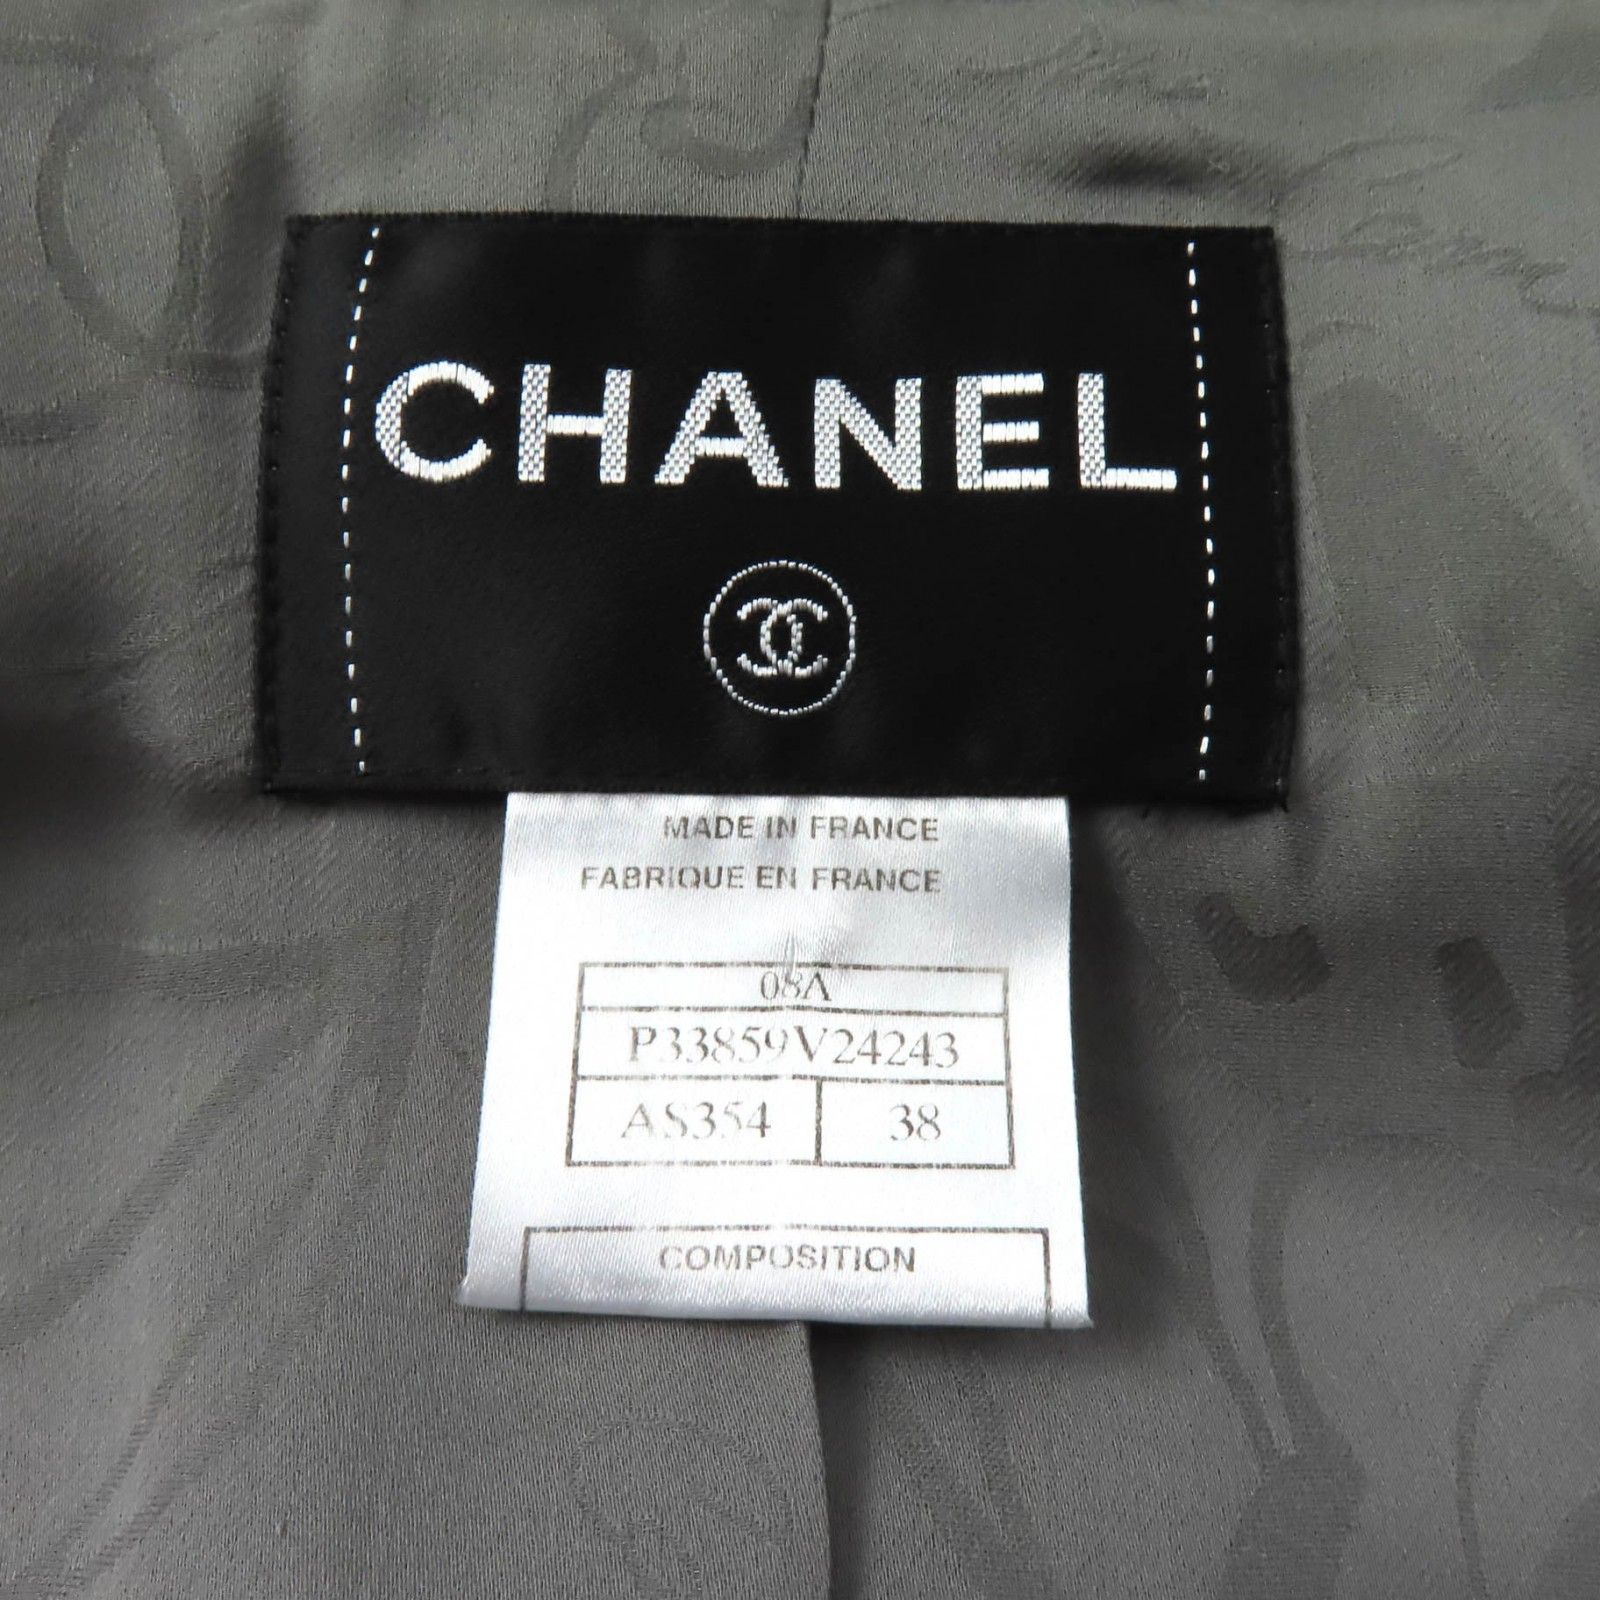 CHANEL
MADE IN FRANCE
FABRIQUE EN FRANCE
08A
P33859V24243
AS354 38
COMPOSITION